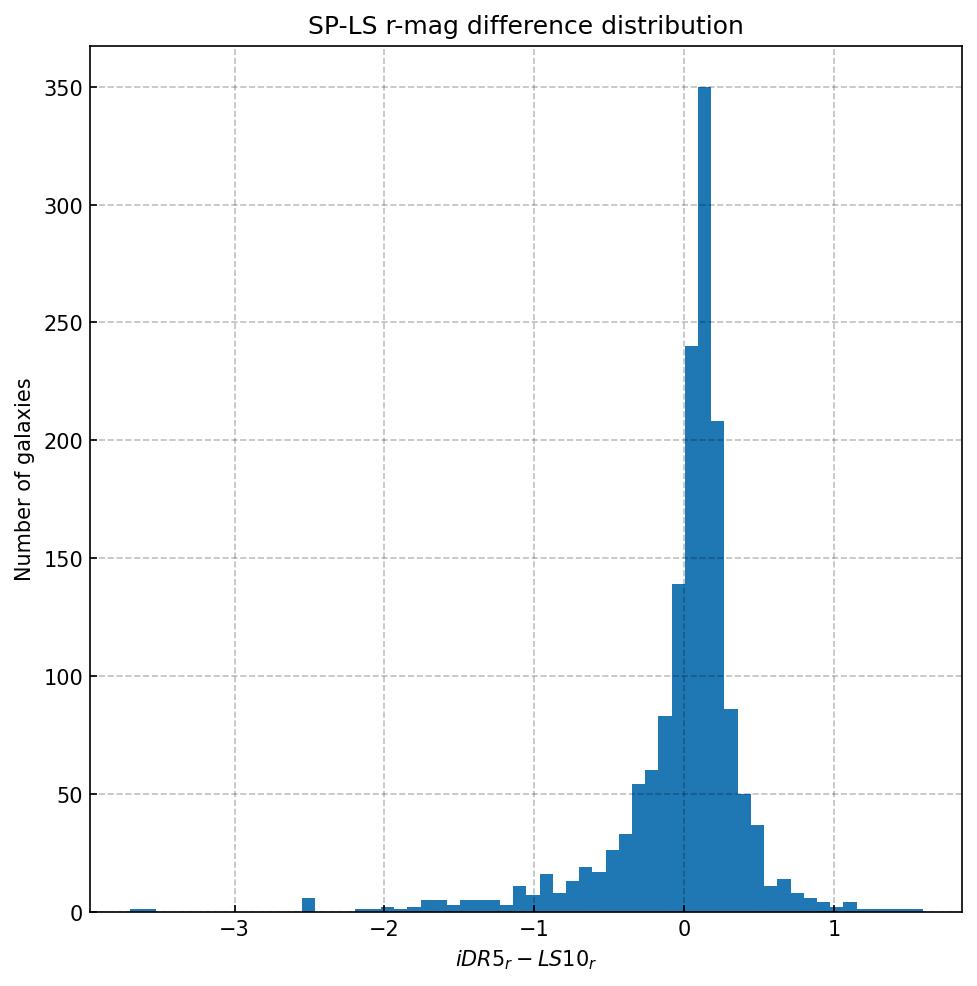 SP-LS r-mag difference distribution
350
300
250
200
150
100
50
0
Number of galaxies
−3 −2 −1 0 1
iDR5r − LS10r